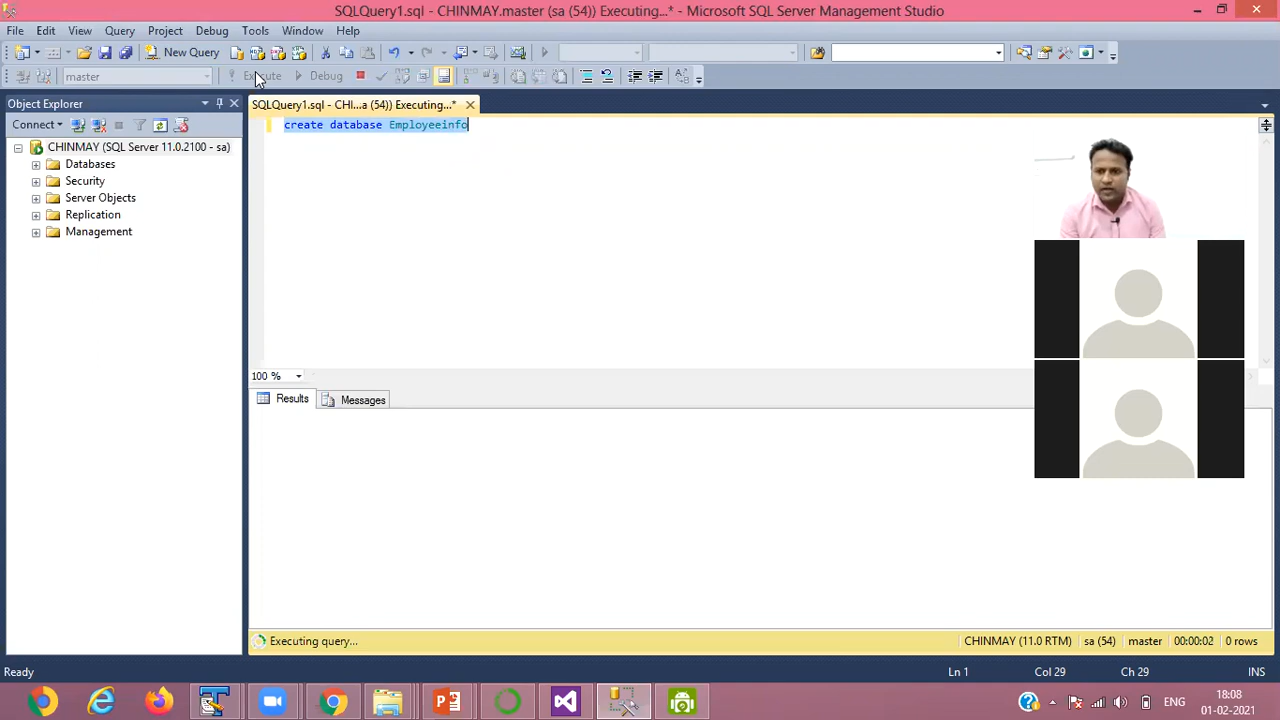 SQLQuery1.sql - CHINMAY.master (sa (54)) Executing...* - Microsoft SQL Server Management Studio
File Edit View Query Project Debug Tools Window Help
New Query
master Execute Debug
Object Explorer
SQLQuery1.sql - CHI...a (54)) Executing...*
Connect
create database Employeeinfo
CHINMAY (SQL Server 11.0.2100 - sa)
Databases
Security
Server Objects
Replication
Management
100 %
Results Messages
Executing query... CHINMAY (11.0 RTM) sa (54) master 00:00:02 0 rows
Ready Ln 1 Col 29 Ch 29 INS
ENG
18:08
01-02-2021